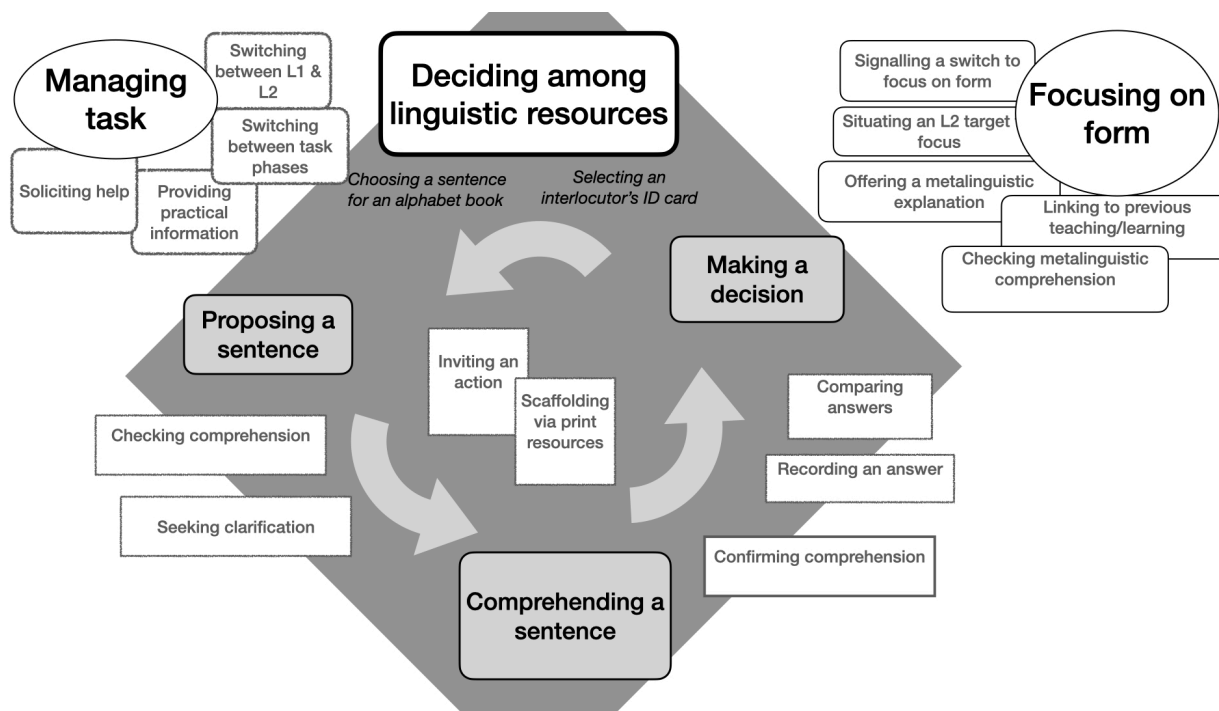 Managing
task
Switching
between L1 &
L2
Switching
between task
phases
Soliciting help
Providing
practical
information
Deciding among
linguistic resources
Choosing a sentence
for an alphabet book
Selecting an
interlocutor's ID card
Signalling a switch to
focus on form
Situating an L2 target
focus
Offering a metalinguistic
explanation
Linking to previous
teaching/learning
Checking metalinguistic
comprehension
Focusing on
form
Making a
decision
Proposing a
sentence
Inviting an
action
Scaffolding
via print
resources
Comparing
answers
Recording an answer
Confirming comprehension
Checking comprehension
Seeking clarification
Comprehending a
sentence